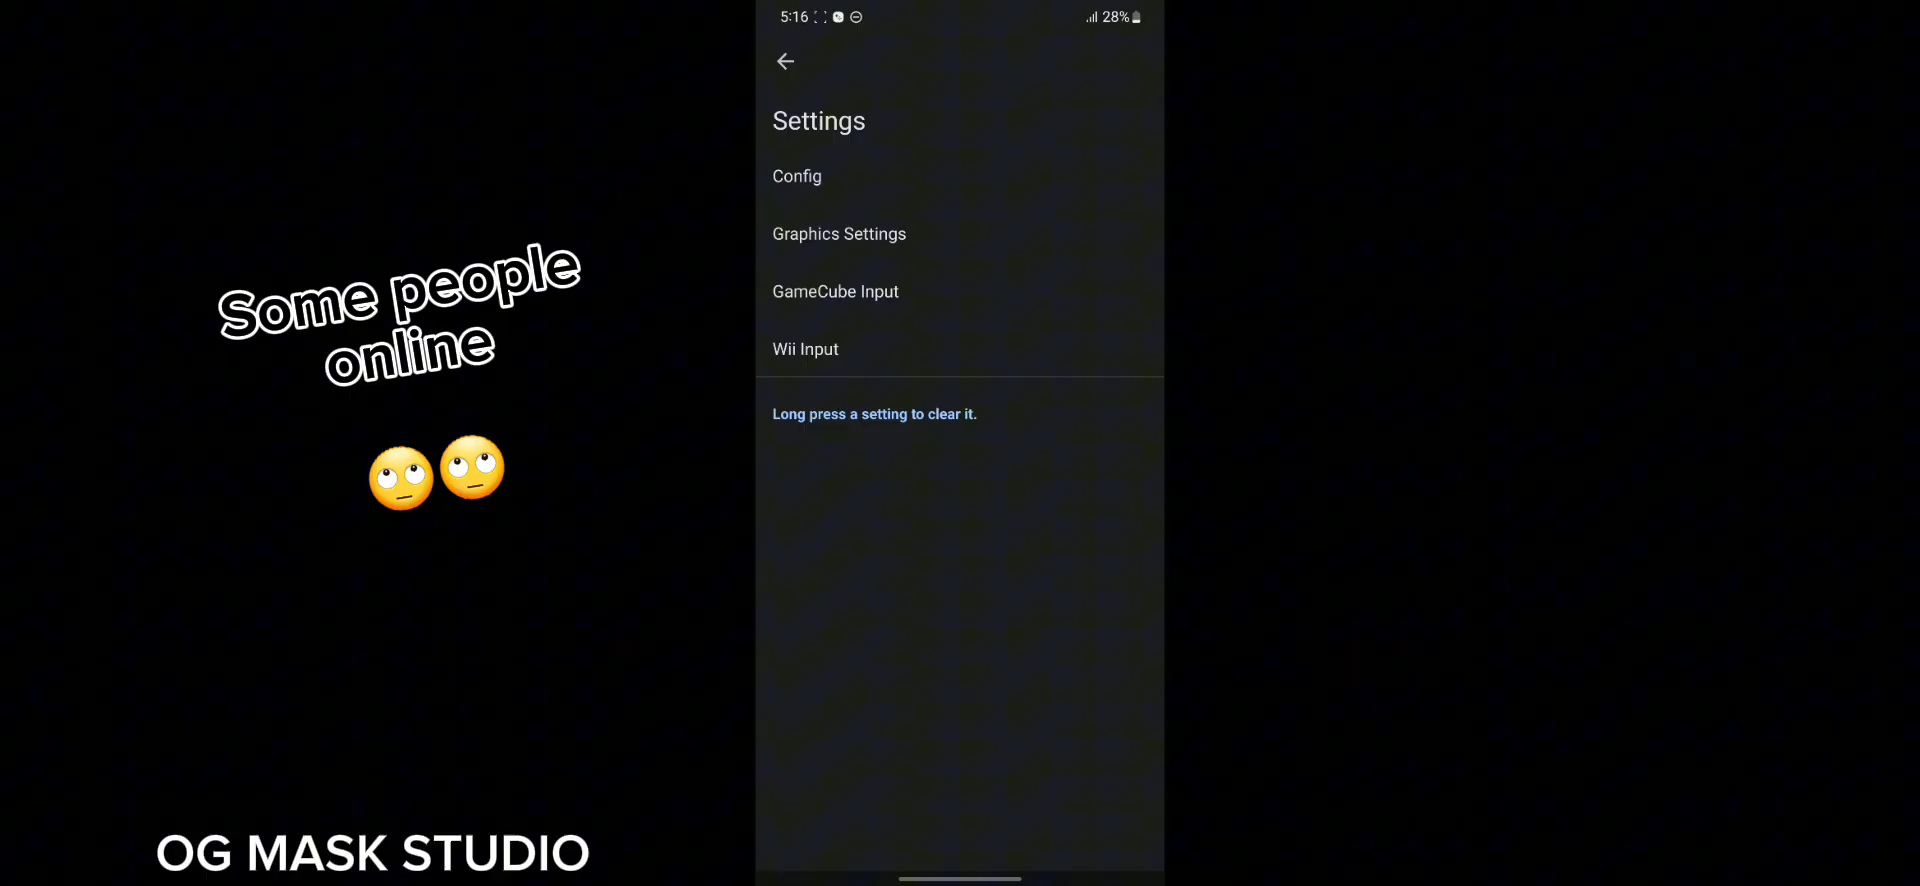 5:16
28%
Settings
Config
Graphics Settings
GameCube Input
Wii Input
Long press a setting to clear it.
Some people
online
OG MASK STUDIO